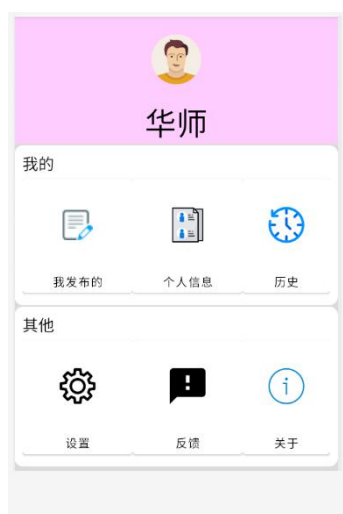 华师
我的
我发布的 个人信息 历史
其他
设置 反馈 关于